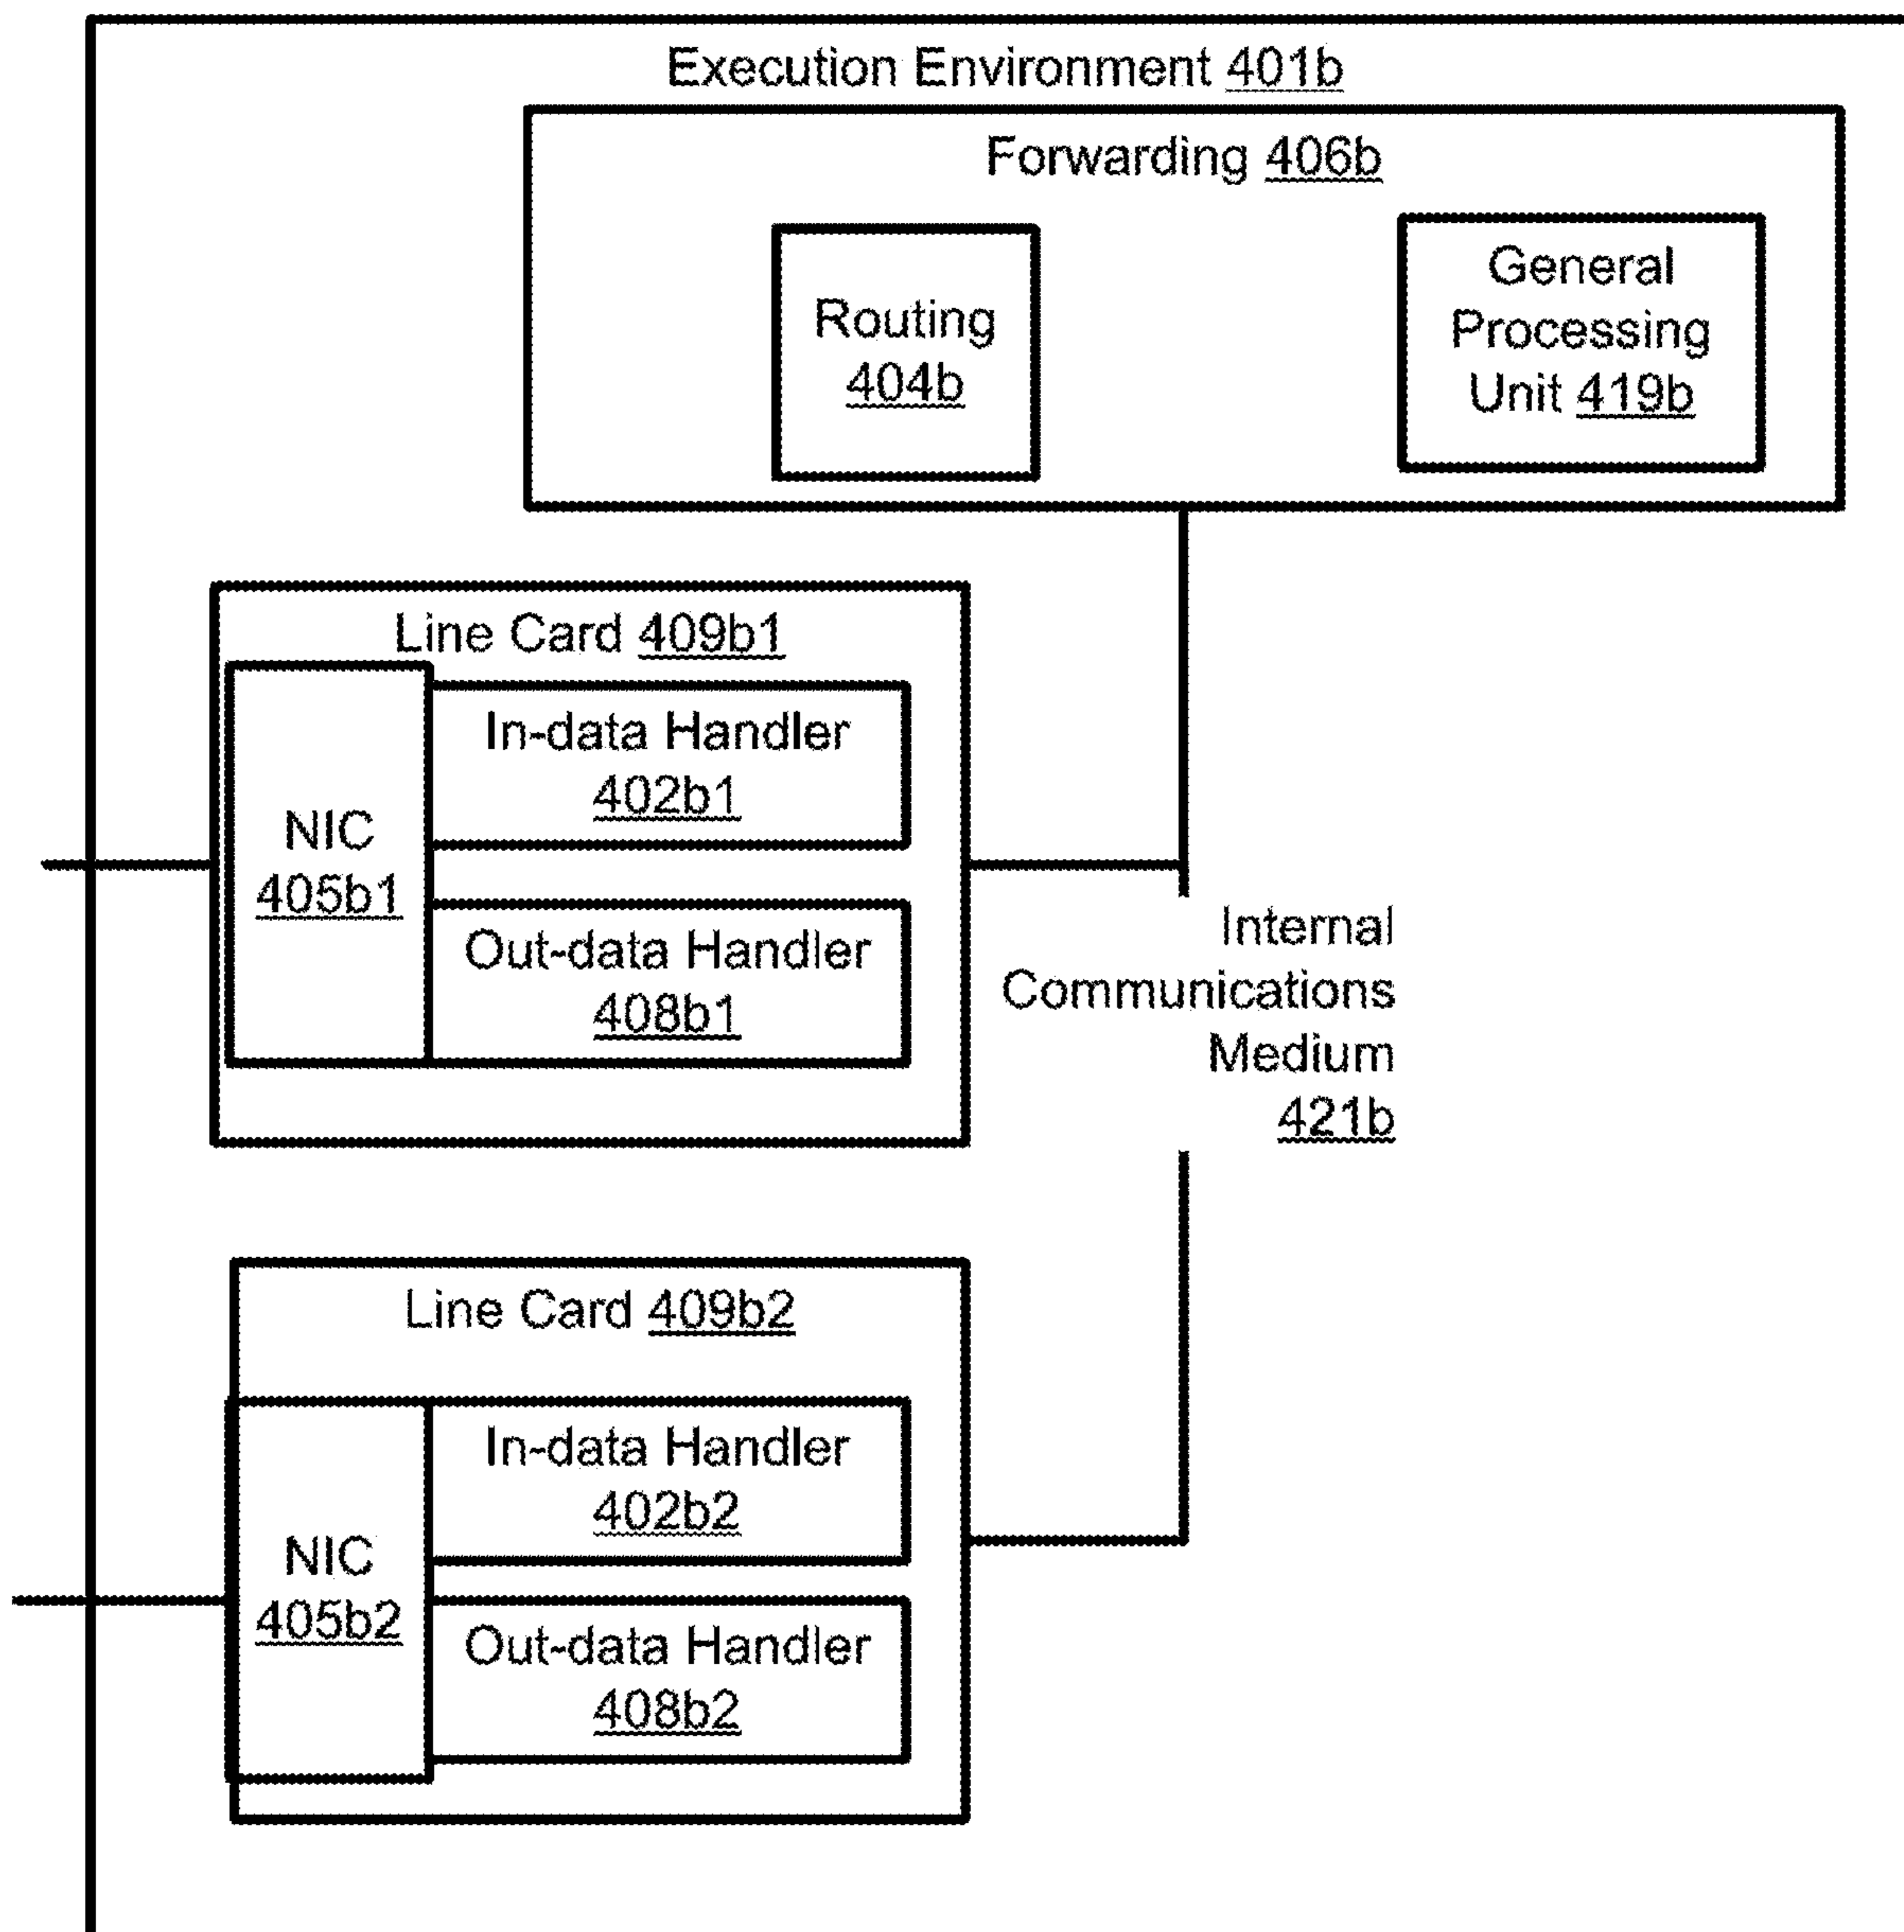 Execution Environment 401b
Forwarding 406b
Routing
404b
General
Processing
Unit 419b
Line Card 409b1
NIC
405b1
In-data Handler
402b1
Out-data Handler
408b1
Internal
Communications
Medium
421b
Line Card 409b2
NIC
405b2
In-data Handler
402b2
Out-data Handler
408b2